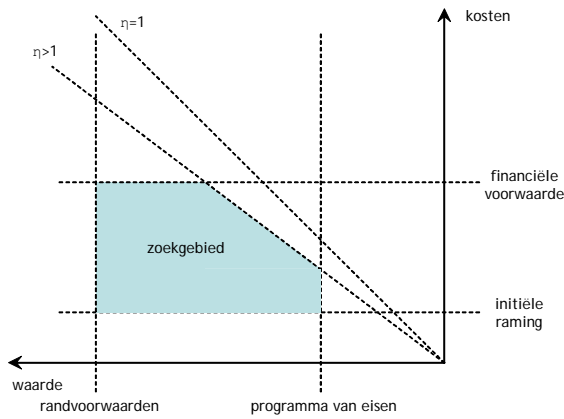 kosten
η=1
η>1
financiële
voorwaarde
zoekgebied
initiële
raming
waarde
randvoorwaarden
programma van eisen